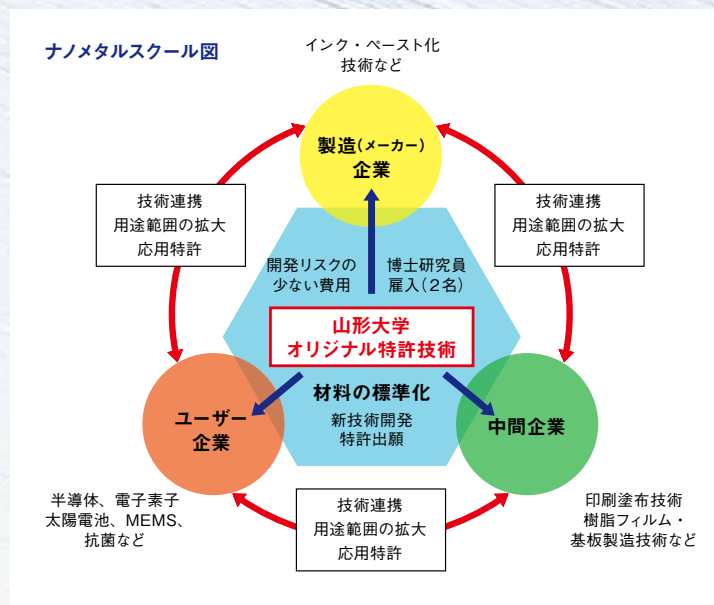 ナノメタルスクール図
インク・ペースト化
技術など
製造(メーカー)
企業
技術連携
用途範囲の拡大
応用特許
技術連携
用途範囲の拡大
応用特許
開発リスクの
少ない費用
博士研究員
雇入(2名)
山形大学
オリジナル特許技術
材料の標準化
新技術開発
特許出願
ユーザー
企業
中間企業
半導体、電子素子
太陽電池、MEMS、
抗菌など
技術連携
用途範囲の拡大
応用特許
印刷塗布技術
樹脂フィルム・
基板製造技術など